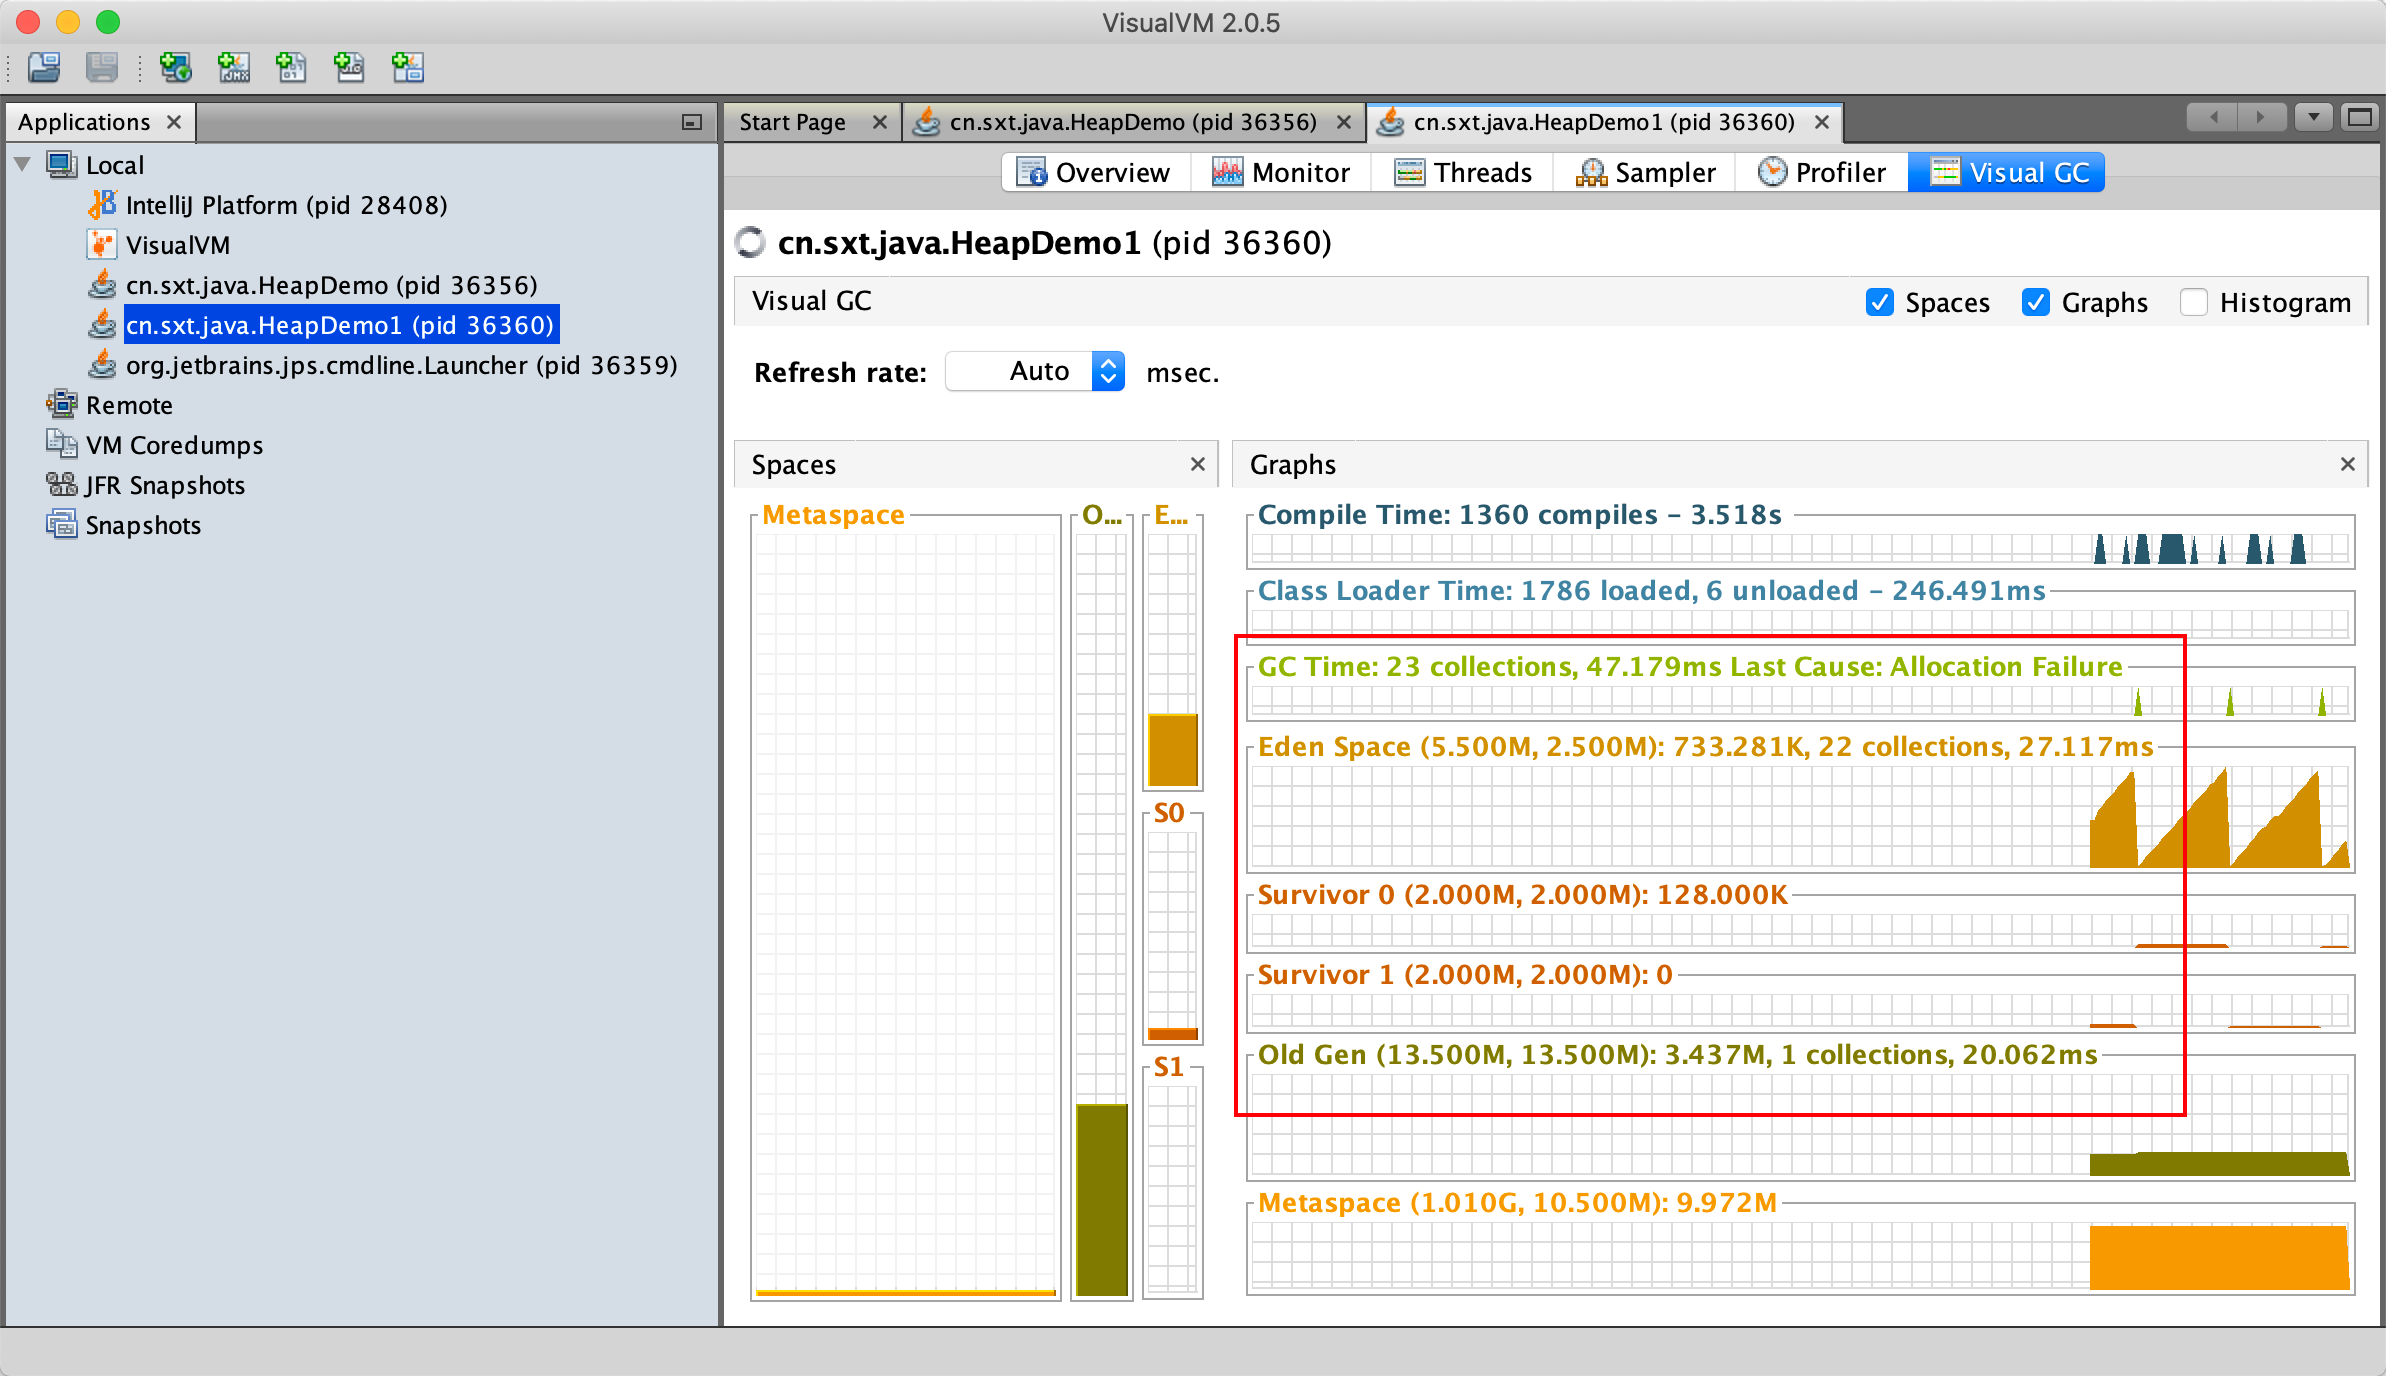 VisualVM 2.0.5
Applications
Start Page
cn.sxt.java.HeapDemo (pid 36356)
cn.sxt.java.HeapDemo1 (pid 36360)
Local
IntelliJ Platform (pid 28408)
VisualVM
cn.sxt.java.HeapDemo (pid 36356)
cn.sxt.java.HeapDemo1 (pid 36360)
org.jetbrains.jps.cmdline.Launcher (pid 36359)
Remote
VM Coredumps
JFR Snapshots
Snapshots
Overview
Monitor
Threads
Sampler
Profiler
Visual GC
cn.sxt.java.HeapDemo1 (pid 36360)
Visual GC
Spaces
Graphs
Histogram
Refresh rate: Auto msec.
Spaces
Metaspace
O...
E...
S0
S1
Graphs
Compile Time: 1360 compiles - 3.518s
Class Loader Time: 1786 loaded, 6 unloaded - 246.491ms
GC Time: 23 collections, 47.179ms Last Cause: Allocation Failure
Eden Space (5.500M, 2.500M): 733.281K, 22 collections, 27.117ms
Survivor 0 (2.000M, 2.000M): 128.000K
Survivor 1 (2.000M, 2.000M): 0
Old Gen (13.500M, 13.500M): 3.437M, 1 collections, 20.062ms
Metaspace (1.010G, 10.500M): 9.972M